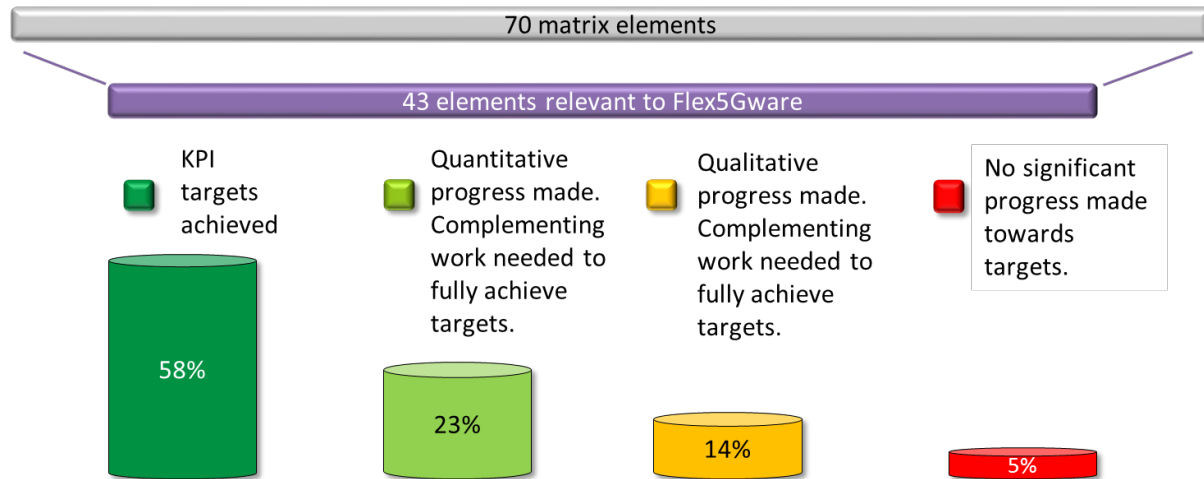 70 matrix elements
43 elements relevant to Flex5Gware
KPI
targets
achieved
Quantitative
progress made.
Complementing
work needed to
fully achieve
targets.
Qualitative
progress made.
Complementing
work needed to
fully achieve
targets.
No significant
progress made
towards
targets.
58%
23%
14%
5%